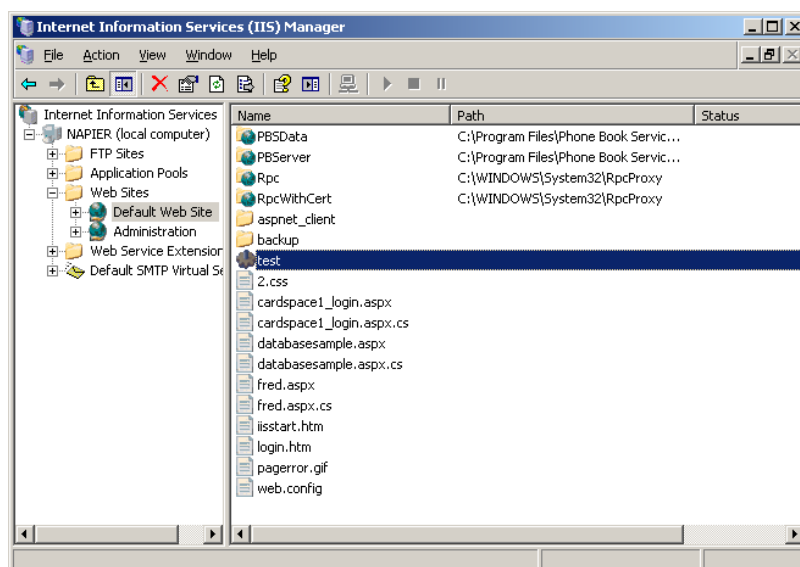 Internet Information Services (IIS) Manager
File Action View Window Help
Internet Information Services
NAPIER (local computer)
FTP Sites
Application Pools
Web Sites
Default Web Site
Administration
Web Service Extension
Default SMTP Virtual Se
Name Path Status
PBSData C:\Program Files\Phone Book Servic...
PBServer C:\Program Files\Phone Book Servic...
Rpc C:\WINDOWS\System32\RpcProxy
RpcWithCert C:\WINDOWS\System32\RpcProxy
aspnet_client
backup
test
2.css
cardspace1_login.aspx
cardspace1_login.aspx.cs
databasesample.aspx
databasesample.aspx.cs
fred.aspx
fred.aspx.cs
iisstart.htm
login.htm
pagerror.gif
web.config